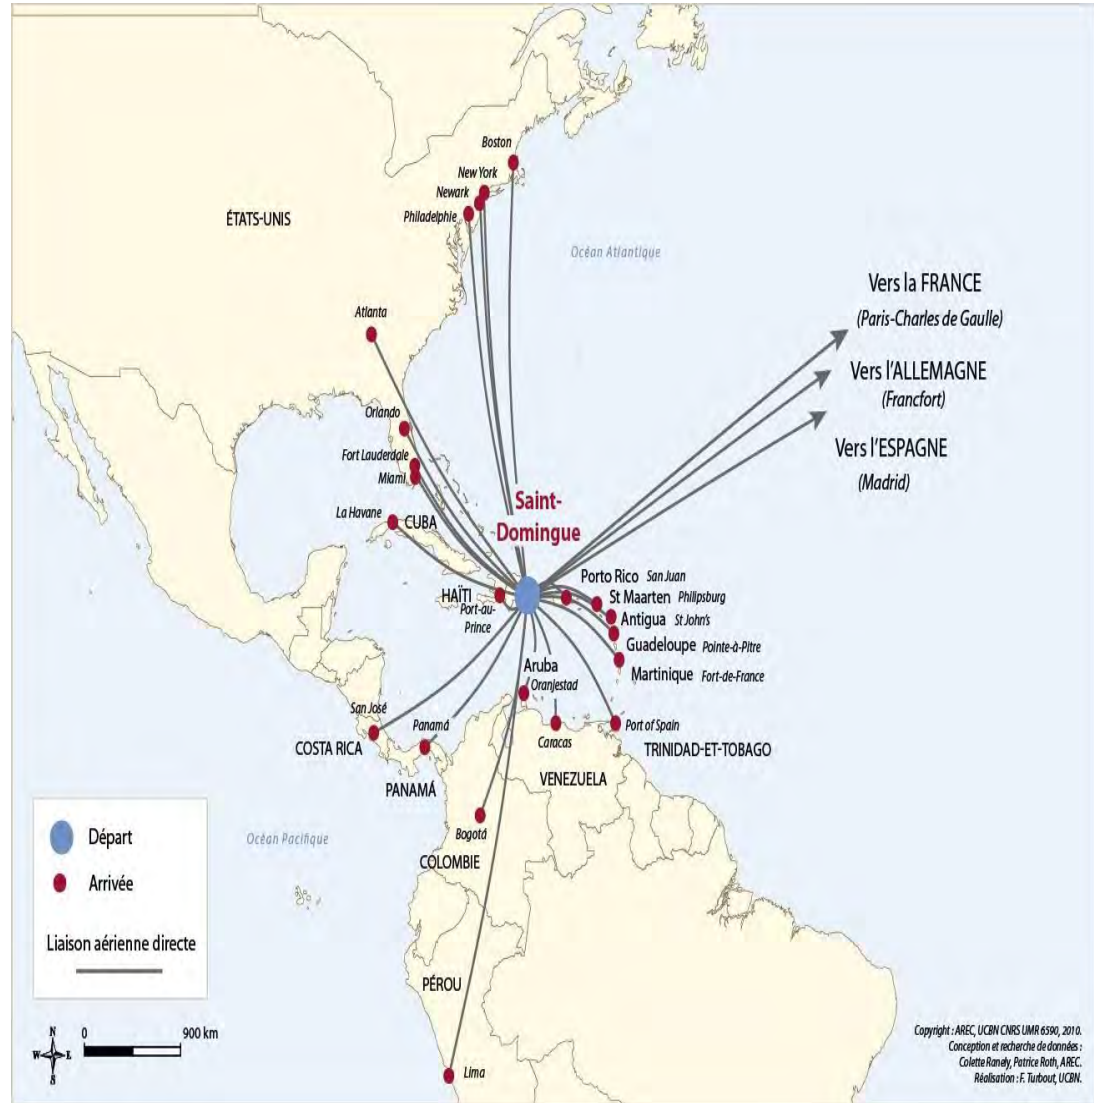 Boston
New York
Newark
Philadelphie
ÉTATS-UNIS
Océan Atlantique
Vers la FRANCE
(Paris-Charles de Gaulle)
Atlanta
Vers l'ALLEMAGNE
(Francfort)
Orlando
Vers l'ESPAGNE
(Madrid)
Fort Lauderdale
Miami
Saint-
Domingue
La Havane
CUBA
Porto Rico San Juan
HAÏTI
St Maarten Philipsburg
Port-au-
Prince
Antigua St John's
Guadeloupe Pointe-à-Pitre
Aruba
Martinique Fort-de-France
Oranjestad
San José
Panamá
Port of Spain
Caracas
COSTA RICA
TRINIDAD-ET-TOBAGO
VENEZUELA
PANAMÁ
Bogotá
COLOMBIE
Océan Pacifique
Départ
Arrivée
Liaison aérienne directe
PÉROU
Lima
N
W E
S
0 900 km
Copyright : AREC, UCBN CNRS UMR 6590, 2010.
Conception et recherche de données :
Colette Ranely, Patrice Roth, AREC.
Réalisation : F. Turbout, UCBN.